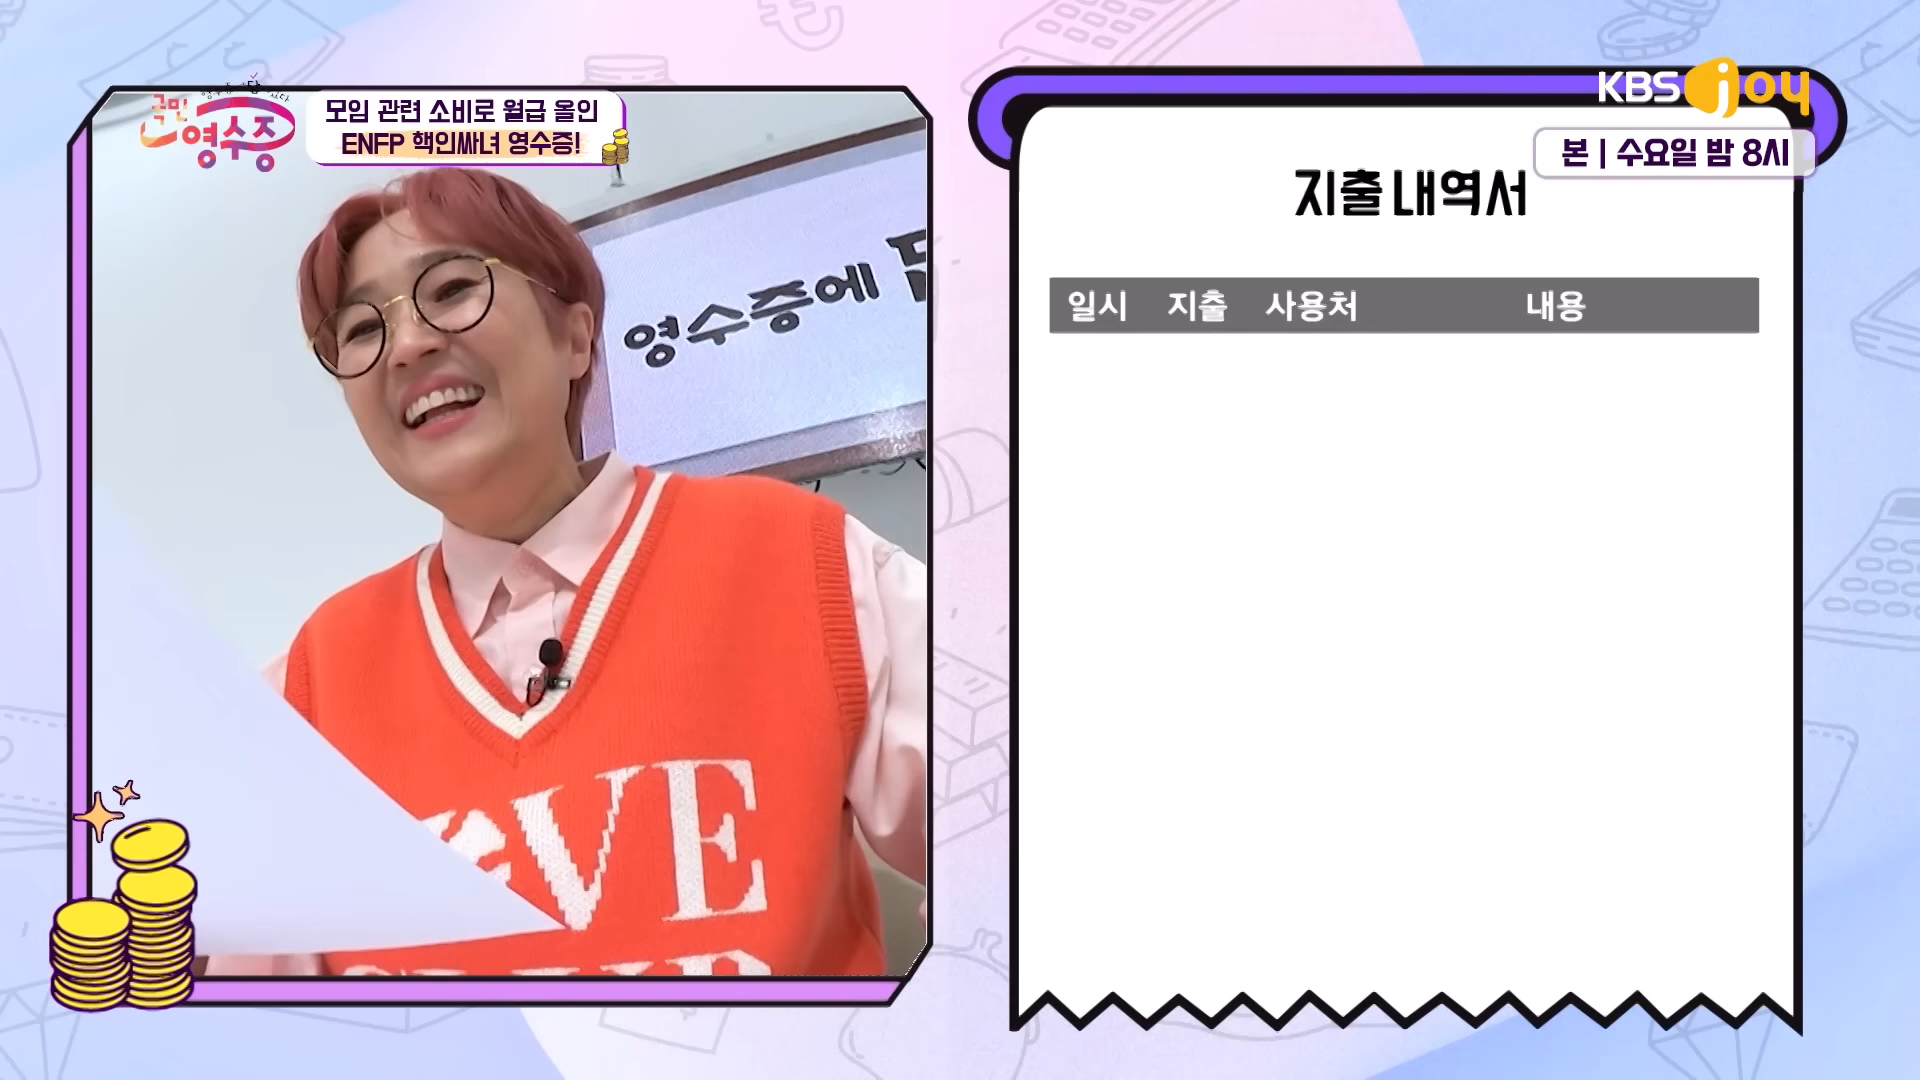 국민
영수증
모임 관련 소비로 월급 올인
ENFP 핵인싸녀 영수증!
KBS joy
본 | 수요일 밤 8시
영수증에
지출 내역서
일시 지출 사용처 내용
VE